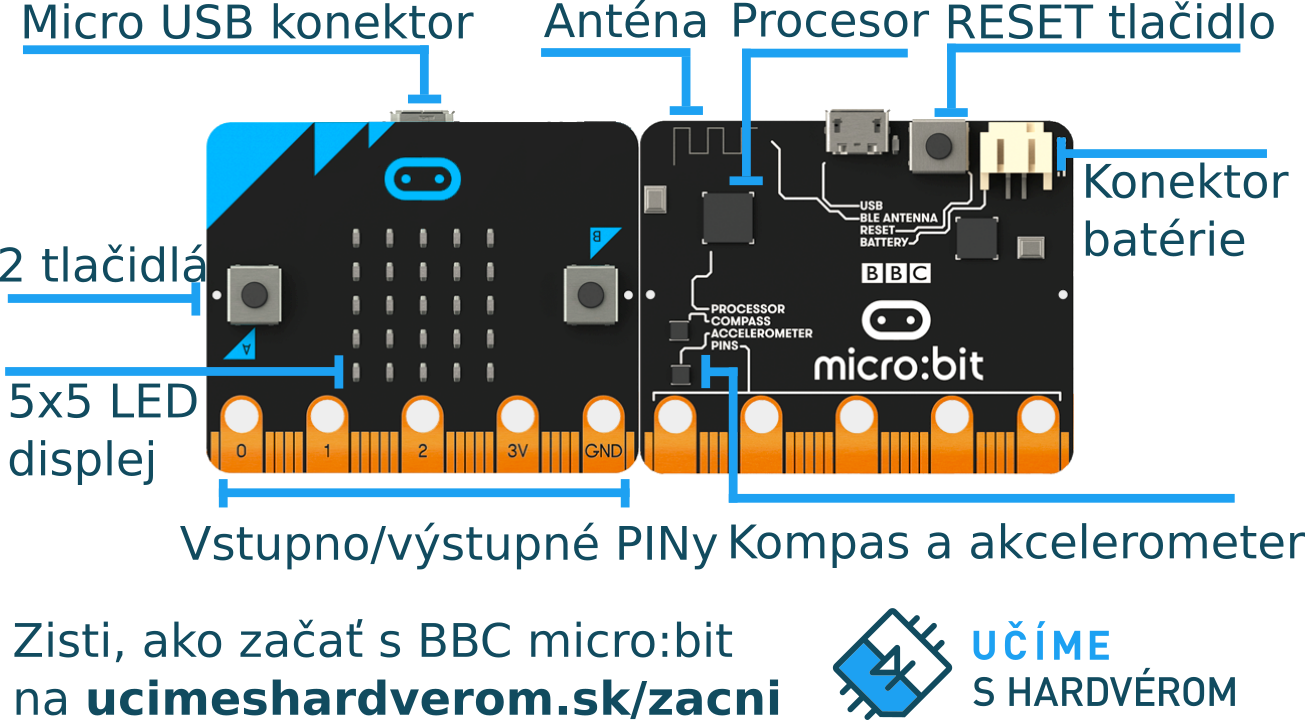 Micro USB konektor
Anténa
Procesor
RESET tlačidlo
Konektor
batérie
2 tlačidlá
5x5 LED
displej
B
A
0
1
2
3V
GND
USB
BLE ANTENNA
RESET
BATTERY
BBC
PROCESSOR
COMPASS
ACCELEROMETER
PINS
micro:bit
Vstupno/výstupné PINy
Kompas a akcelerometer
Zisti, ako začať s BBC micro:bit
na ucimeshardverom.sk/zacni
UČÍME
S HARDVÉROM